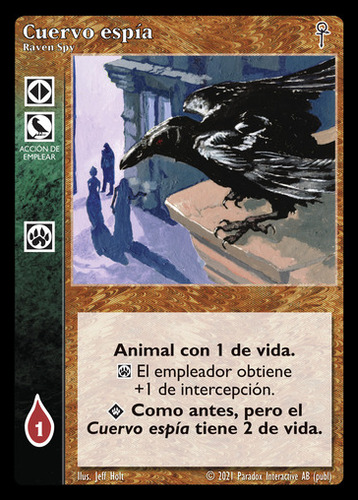 Cuervo espía
Raven Spy
ACCIÓN DE
EMPLEAR
Animal con 1 de vida.
El empleador obtiene
+1 de intercepción.
Como antes, pero el
Cuervo espía tiene 2 de vida.
1
Ilus. Jeff Holt
© 2021 Paradox Interactive AB (publ)